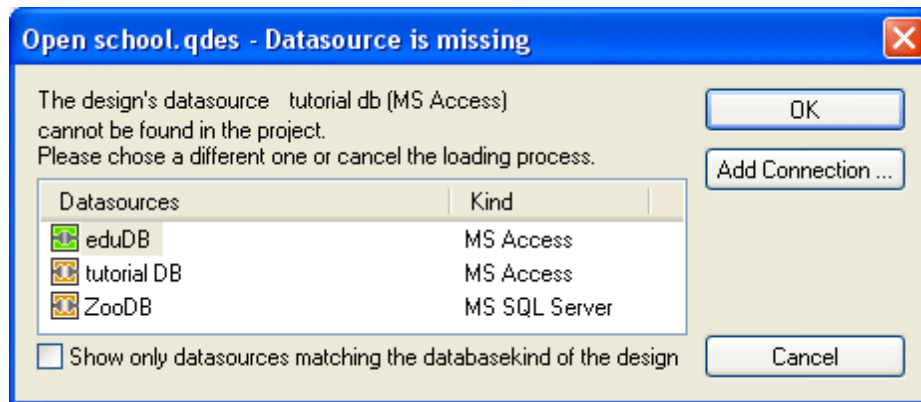 Open school.qdes - Datasource is missing
The design's datasource tutorial db (MS Access)
cannot be found in the project.
Please chose a different one or cancel the loading process.
OK
Add Connection ...
Datasources Kind
eduDB MS Access
tutorial DB MS Access
ZooDB MS SQL Server
Show only datasources matching the databasekind of the design
Cancel